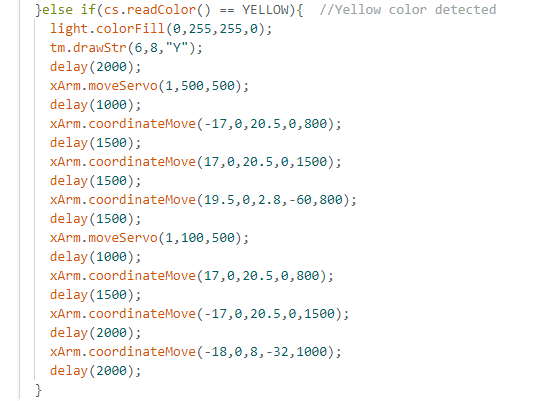 }else if(cs.readColor() == YELLOW){  //Yellow color detected
  light.colorFill(0,255,255,0);
  tm.drawStr(6,8,"Y");
  delay(2000);
  xArm.moveServo(1,500,500);
  delay(1000);
  xArm.coordinateMove(-17,0,20.5,0,800);
  delay(1500);
  xArm.coordinateMove(17,0,20.5,0,1500);
  delay(1500);
  xArm.coordinateMove(19.5,0,2.8,-60,800);
  delay(1500);
  xArm.moveServo(1,100,500);
  delay(1000);
  xArm.coordinateMove(17,0,20.5,0,800);
  delay(1500);
  xArm.coordinateMove(-17,0,20.5,0,1500);
  delay(2000);
  xArm.coordinateMove(-18,0,8,-32,1000);
  delay(2000);
}